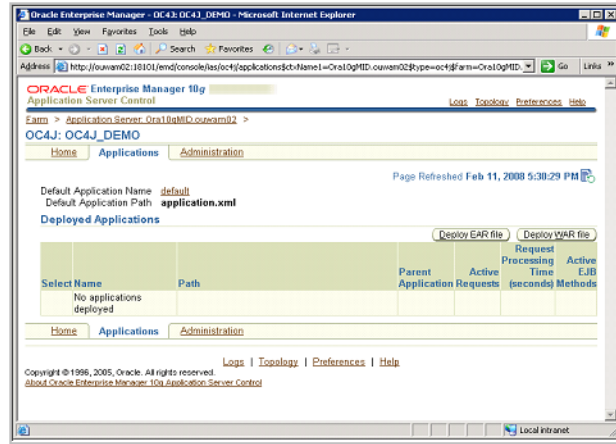 Oracle Enterprise Manager - OC4J: OC4J_DEMO - Microsoft Internet Explorer
File Edit View Favorites Tools Help
Back Search Favorites
Address http://ouwam02:18101/emd/console/ias/oc4j/applications$ctxName1=Ora10gMID.ouwam02$type=oc4j$farm=Ora10gMID. Go Links »
ORACLE Enterprise Manager 10g
Application Server Control
Logs Topology Preferences Help
Farm > Application Server: Ora10gMID.ouwam02 >
OC4J: OC4J_DEMO
Home Applications Administration
Page Refreshed Feb 11, 2008 5:30:29 PM
Default Application Name default
Default Application Path application.xml
Deployed Applications
Deploy EAR file Deploy WAR file
Select Name Path Parent Application Active Requests Request Processing Time (seconds) Active EJB Methods
No applications
deployed
Home Applications Administration
Logs | Topology | Preferences | Help
Copyright © 1996, 2005, Oracle. All rights reserved.
About Oracle Enterprise Manager 10g Application Server Control
Local intranet